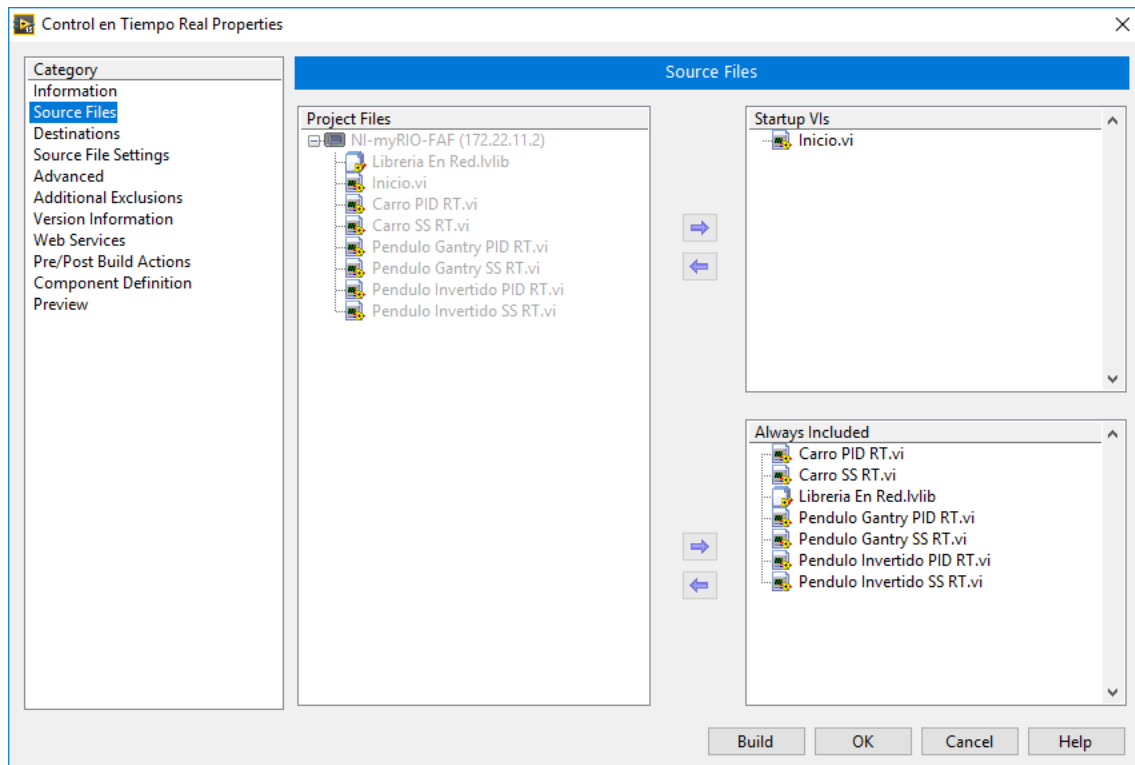 Control en Tiempo Real Properties
Category
Information
Source Files
Destinations
Source File Settings
Advanced
Additional Exclusions
Version Information
Web Services
Pre/Post Build Actions
Component Definition
Preview
Source Files
Project Files
NI-myRIO-FAF (172.22.11.2)
Libreria En Red.lvlib
Inicio.vi
Carro PID RT.vi
Carro SS RT.vi
Pendulo Gantry PID RT.vi
Pendulo Gantry SS RT.vi
Pendulo Invertido PID RT.vi
Pendulo Invertido SS RT.vi
Startup VIs
Inicio.vi
Always Included
Carro PID RT.vi
Carro SS RT.vi
Libreria En Red.lvlib
Pendulo Gantry PID RT.vi
Pendulo Gantry SS RT.vi
Pendulo Invertido PID RT.vi
Pendulo Invertido SS RT.vi
Build
OK
Cancel
Help